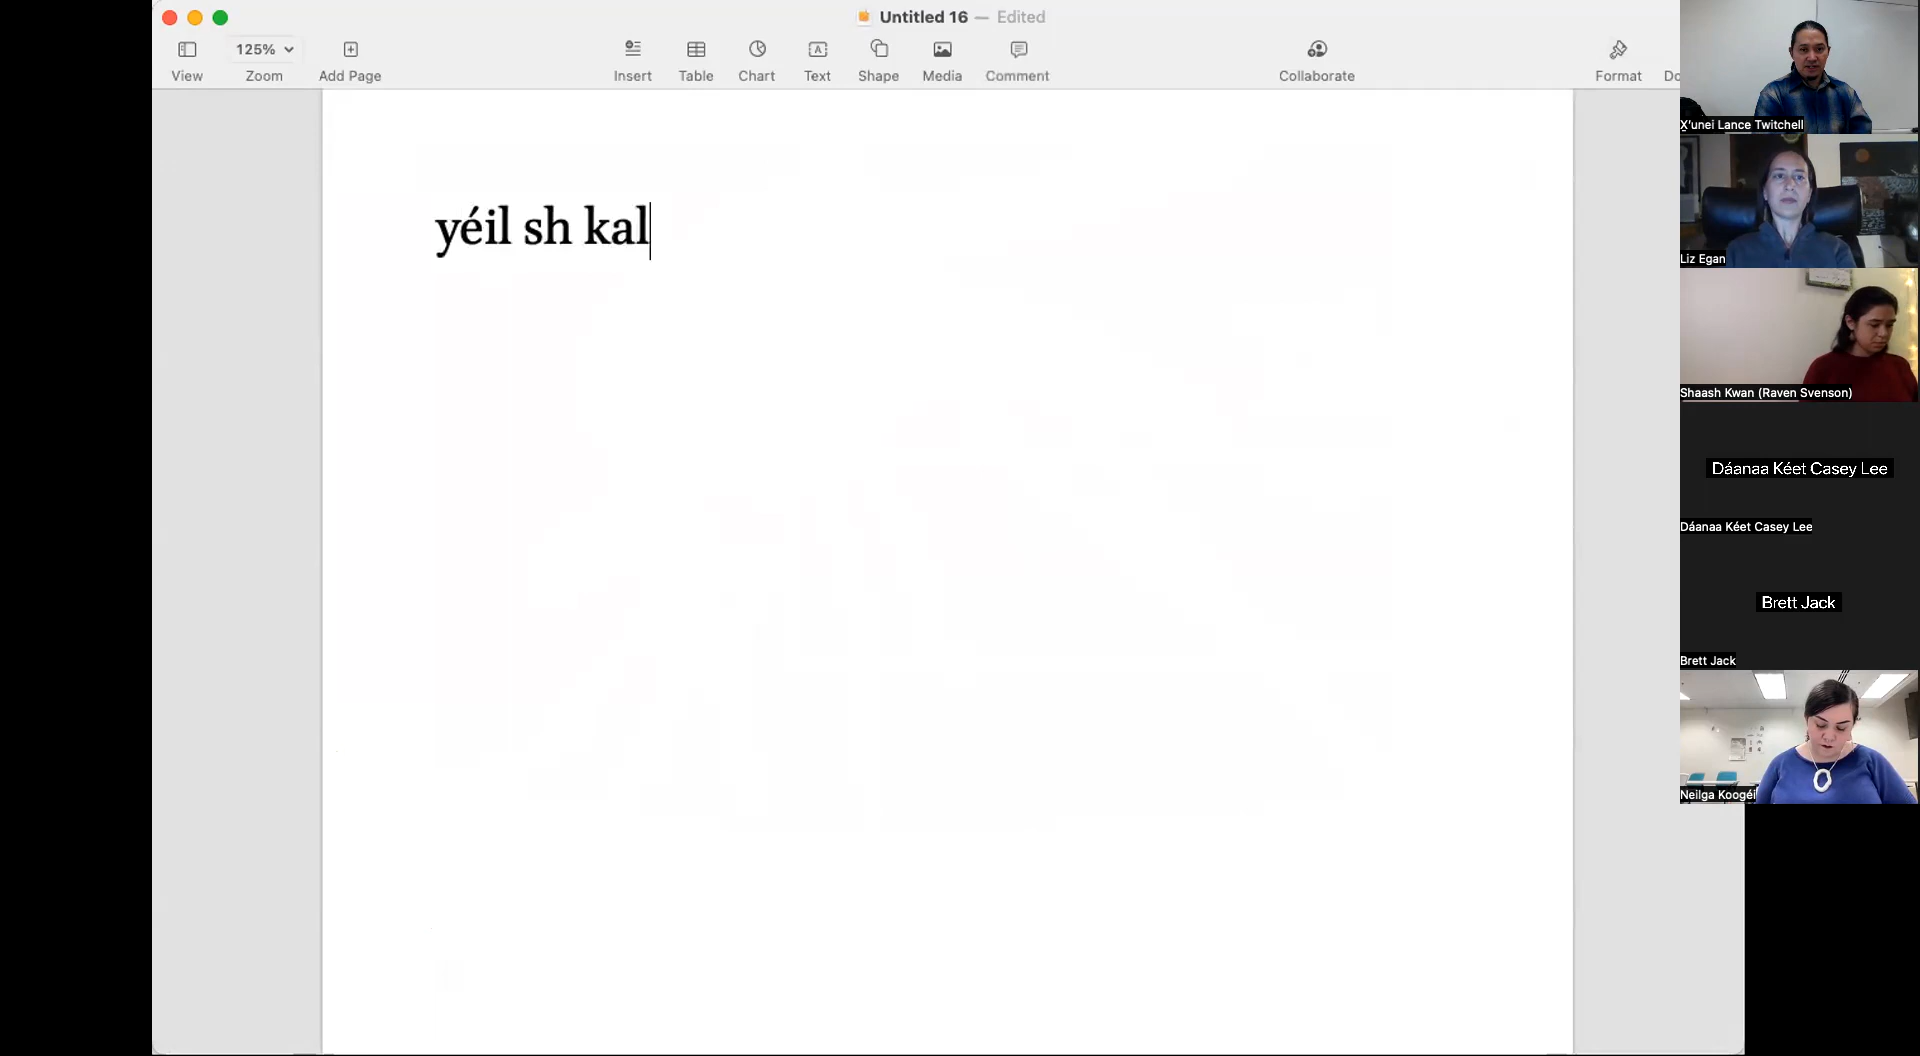 Untitled 16 — Edited
View
125%
Zoom
Add Page
Insert
Table
Chart
Text
Shape
Media
Comment
Collaborate
Format
yéil sh kal
X̱'unei Lance Twitchell
Liz Egan
Shaash Kwan (Raven Svenson)
Dáanaa Kéet Casey Lee
Dáanaa Kéet Casey Lee
Brett Jack
Brett Jack
Neilga Koogéi